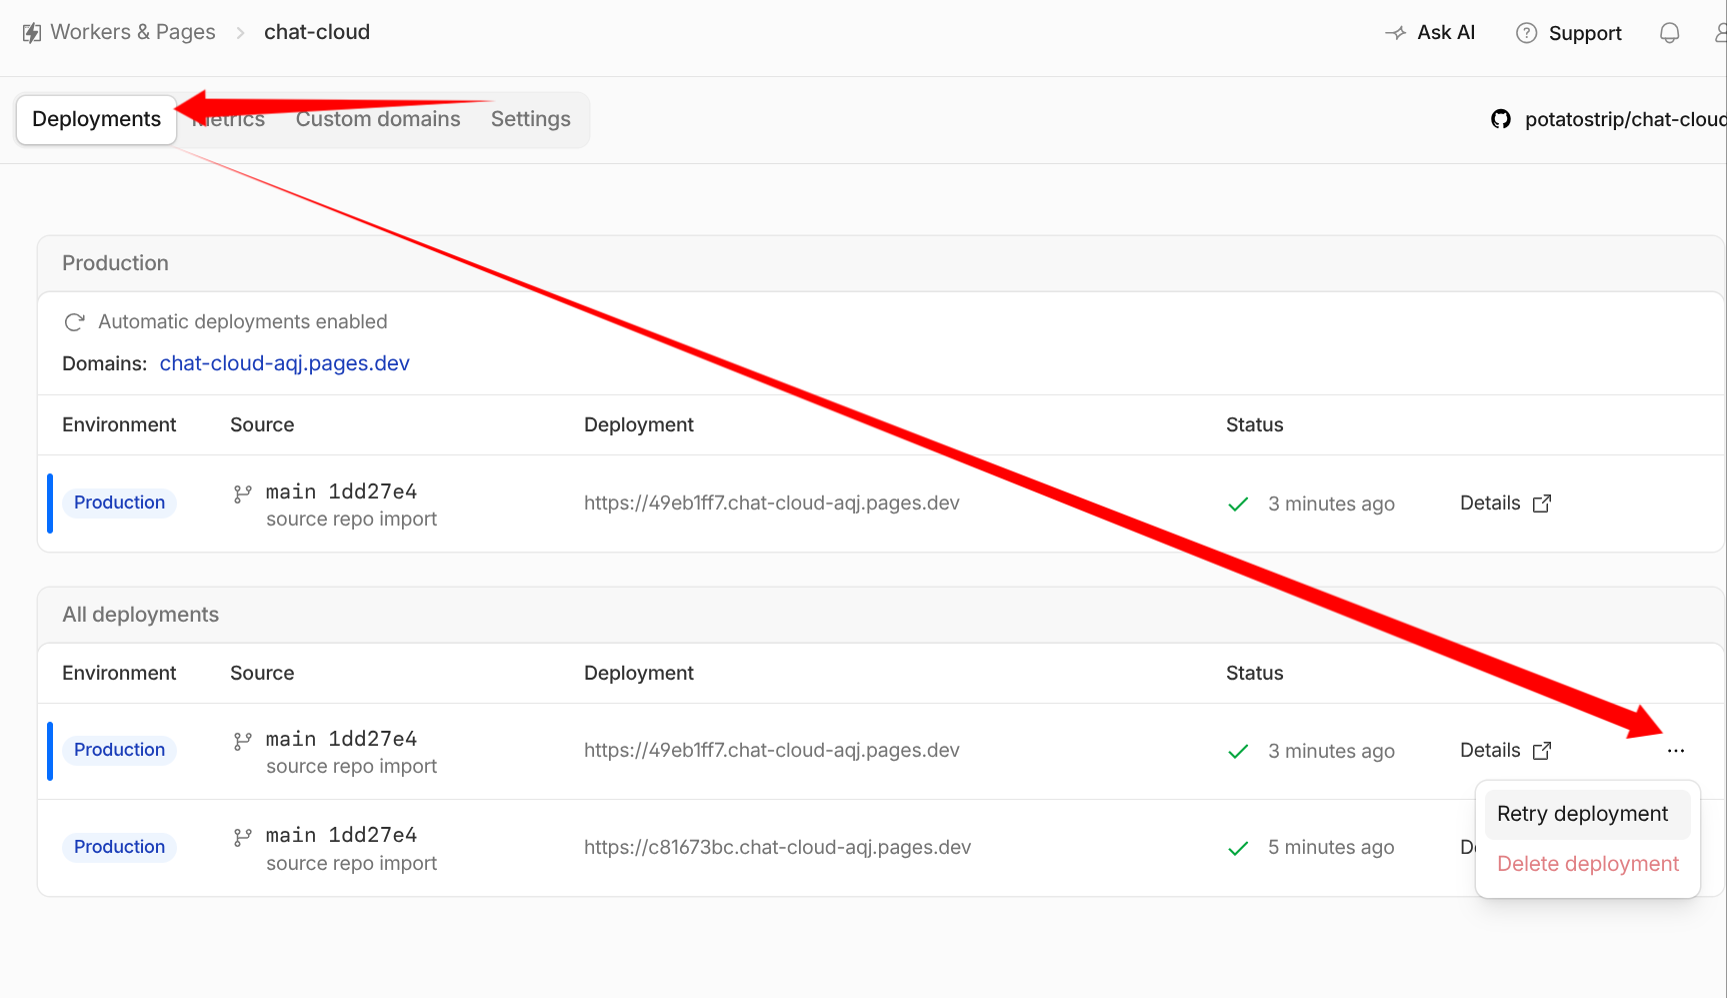 Workers & Pages > chat-cloud
Ask AI
Support
Deployments
Metrics
Custom domains
Settings
potatostrip/chat-cloud
Production
Automatic deployments enabled
Domains: chat-cloud-aqj.pages.dev
Environment Source Deployment Status
Production main 1dd27e4 https://49eb1ff7.chat-cloud-aqj.pages.dev 3 minutes ago Details
source repo import
All deployments
Environment Source Deployment Status
Production main 1dd27e4 https://49eb1ff7.chat-cloud-aqj.pages.dev 3 minutes ago Details ...
source repo import
Retry deployment
Production main 1dd27e4 https://c81673bc.chat-cloud-aqj.pages.dev 5 minutes ago
source repo import
Delete deployment